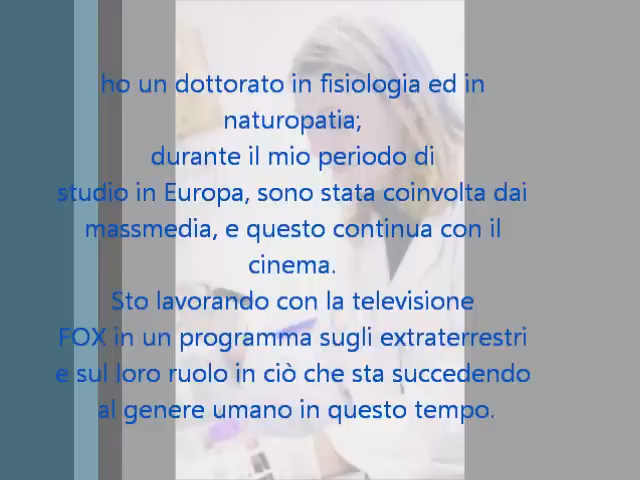 ho un dottorato in fisiologia ed in
naturopatia;
durante il mio periodo di
studio in Europa, sono stata coinvolta dai
massmedia, e questo continua con il
cinema.
Sto lavorando con la televisione
FOX in un programma sugli extraterrestri
e sul loro ruolo in ciò che sta succedendo
al genere umano in questo tempo.